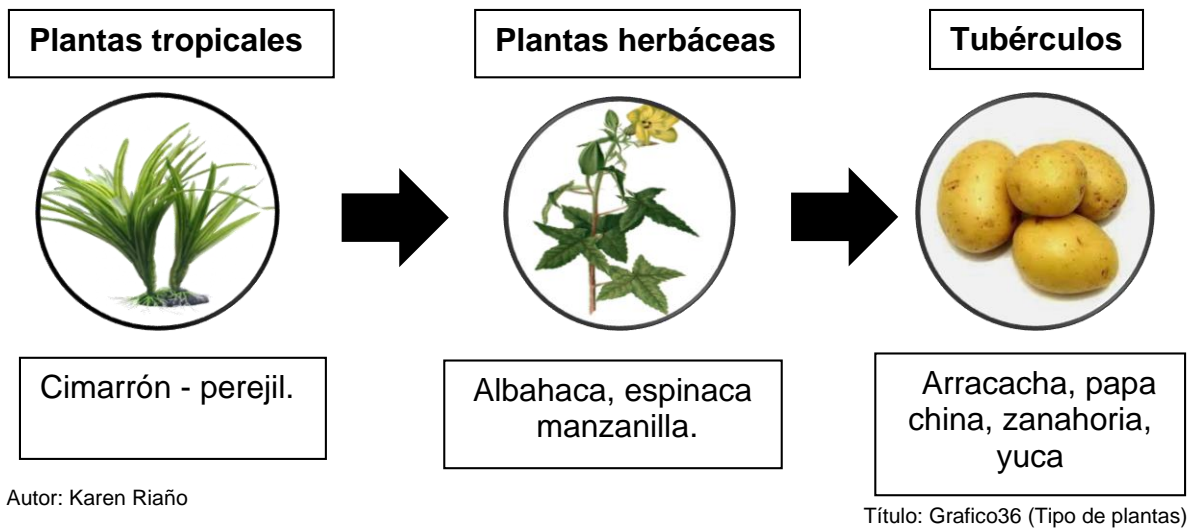 Plantas tropicales
Plantas herbáceas
Tubérculos
Cimarrón - perejil.
Albahaca, espinaca
manzanilla.
Arracacha, papa
china, zanahoria,
yuca
Autor: Karen Riaño
Título: Grafico36 (Tipo de plantas)